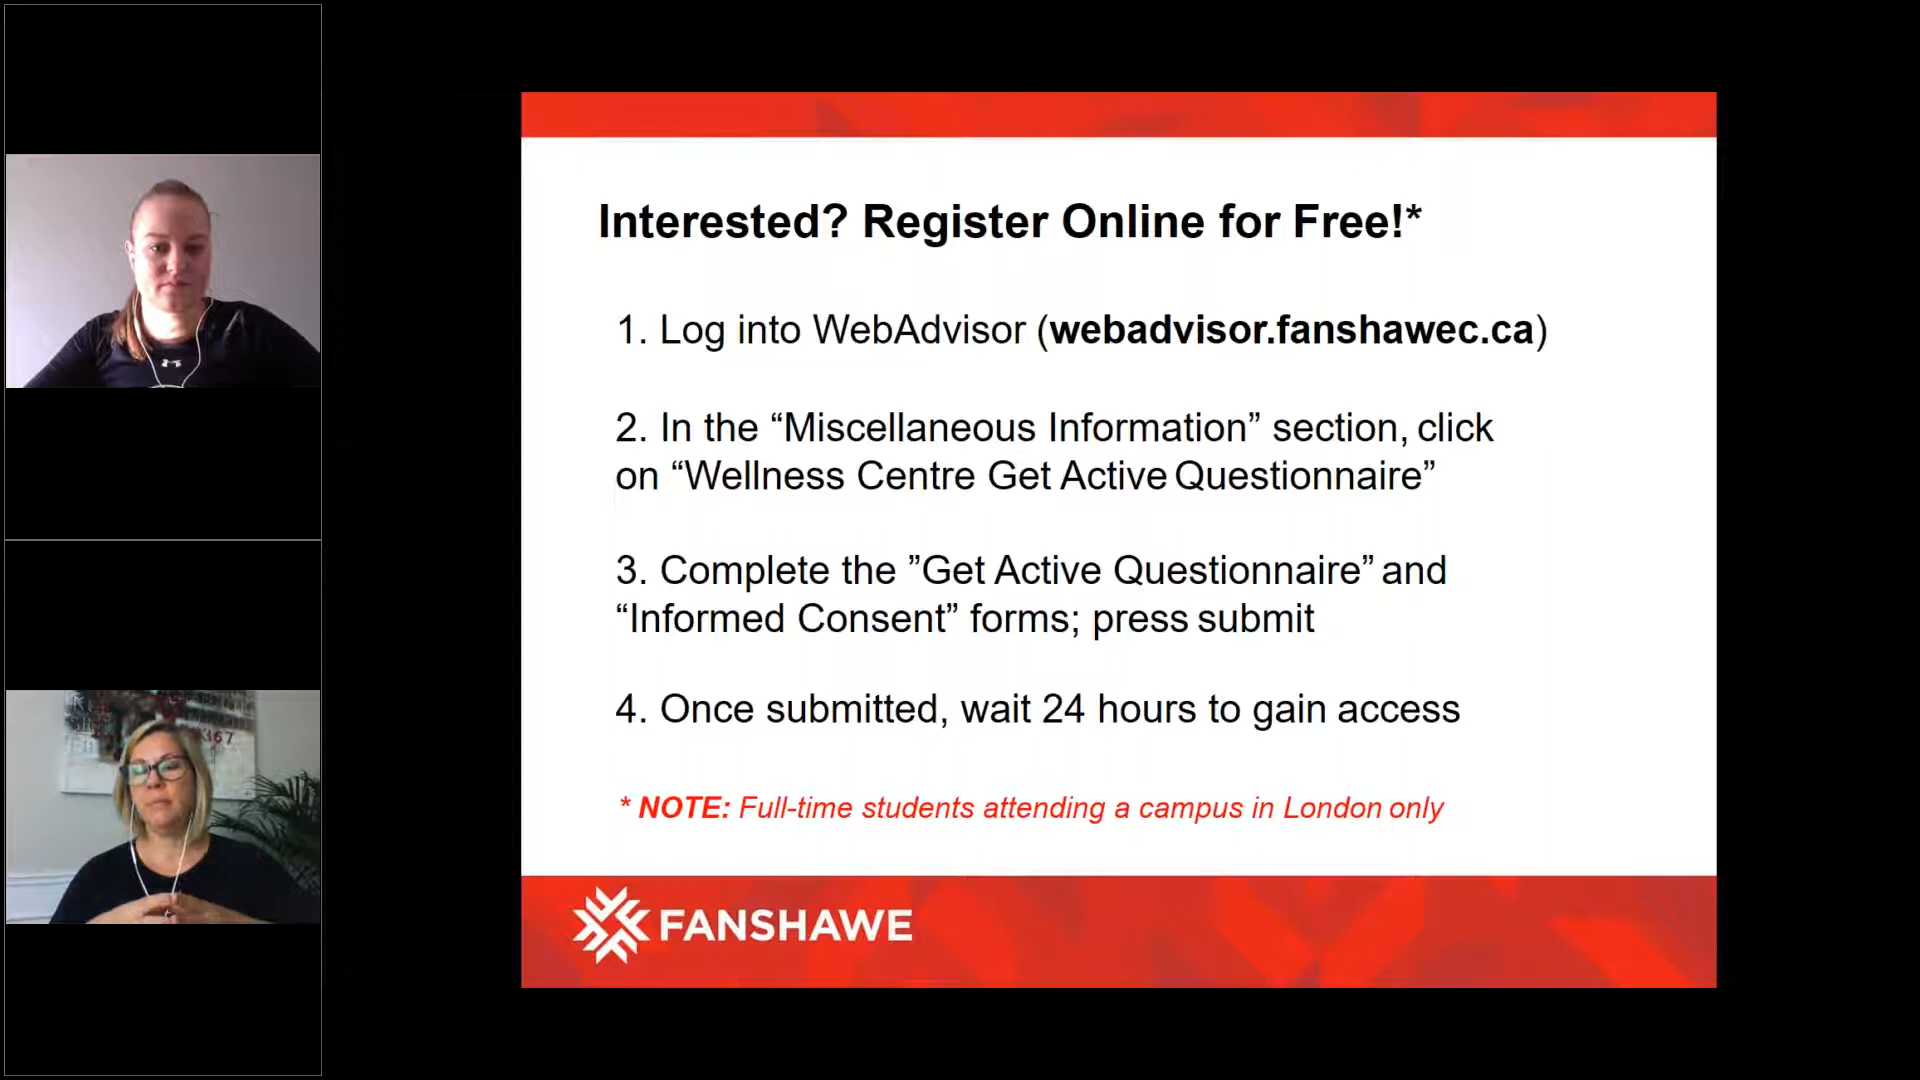 Interested? Register Online for Free!*
1. Log into WebAdvisor (webadvisor.fanshawec.ca)
2. In the “Miscellaneous Information” section, click
on “Wellness Centre Get Active Questionnaire”
3. Complete the ”Get Active Questionnaire” and
“Informed Consent” forms; press submit
4. Once submitted, wait 24 hours to gain access
* NOTE: Full-time students attending a campus in London only
FANSHAWE